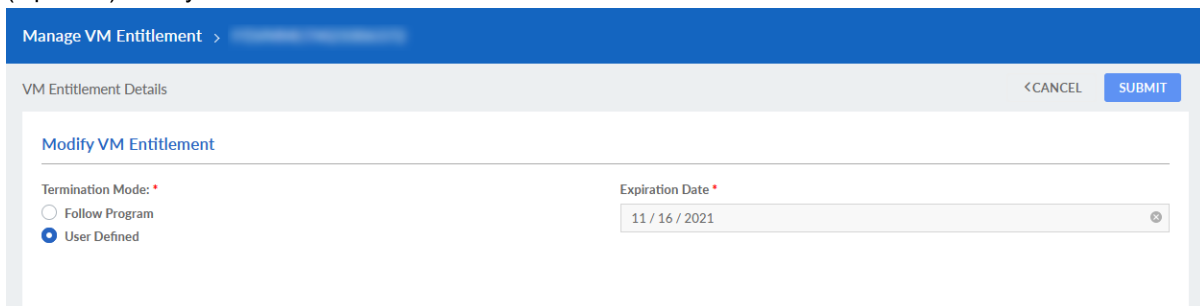 Manage VM Entitlement >
VM Entitlement Details
<CANCEL
SUBMIT
Modify VM Entitlement
Termination Mode: *
Expiration Date *
Follow Program
11 / 16 / 2021
User Defined